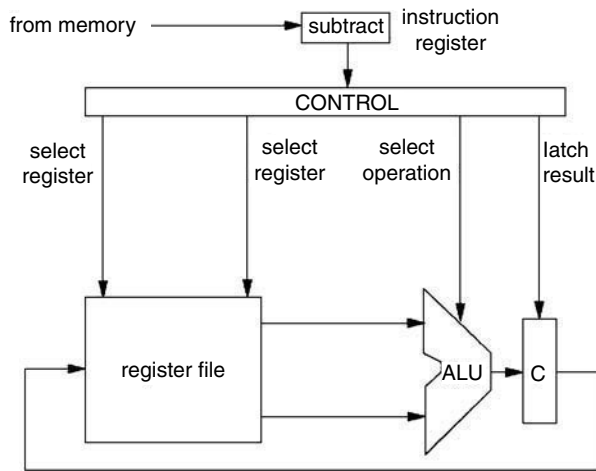 from memory
subtract
instruction
register
CONTROL
select
register
select
register
select
operation
latch
result
register file
ALU
C